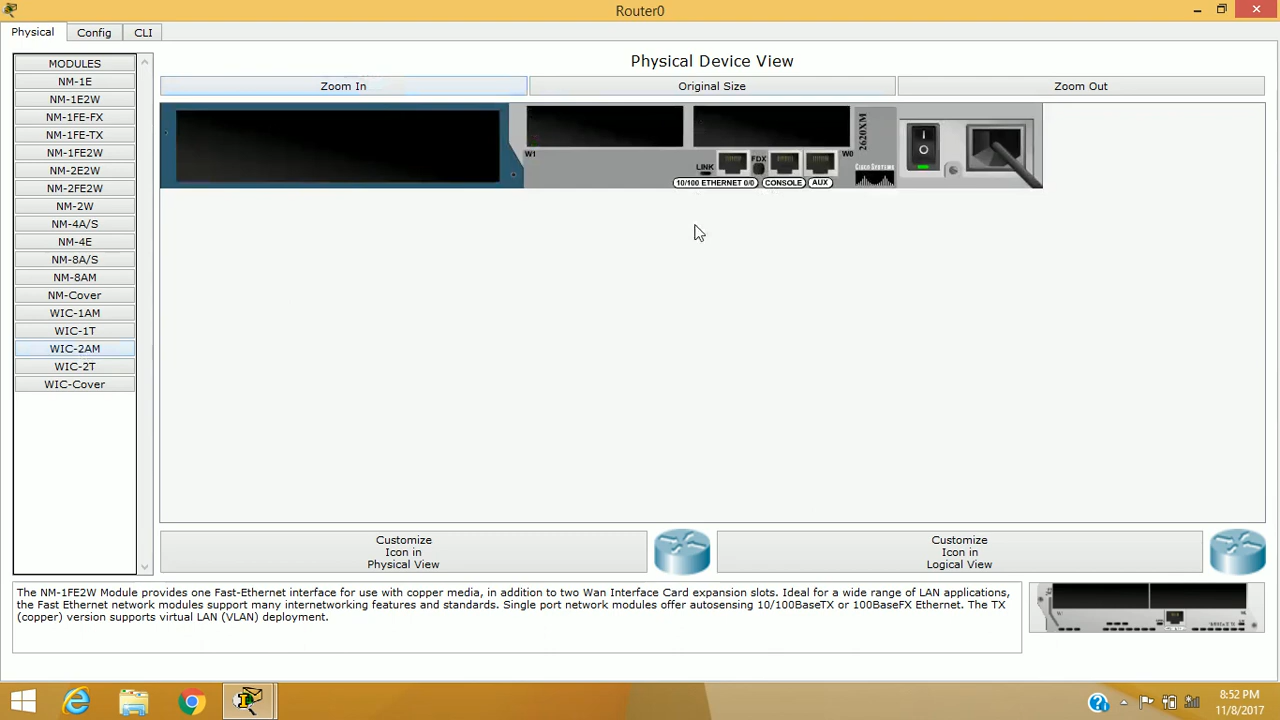 Router0
Physical
Config
CLI
MODULES
NM-1E
NM-1E2W
NM-1FE-FX
NM-1FE-TX
NM-1FE2W
NM-2E2W
NM-2FE2W
NM-2W
NM-4A/S
NM-4E
NM-8A/S
NM-8AM
NM-Cover
WIC-1AM
WIC-1T
WIC-2AM
WIC-2T
WIC-Cover
Physical Device View
Zoom In
Original Size
Zoom Out
W1
W0
LINK
FDX
10/100 ETHERNET 0/0
CONSOLE
AUX
2620XM
CISCO SYSTEMS
Customize
Icon in
Physical View
Customize
Icon in
Logical View
The NM-1FE2W Module provides one Fast-Ethernet interface for use with copper media, in addition to two Wan Interface Card expansion slots. Ideal for a wide range of LAN applications,
the Fast Ethernet network modules support many internetworking features and standards. Single port network modules offer autosensing 10/100BaseTX or 100BaseFX Ethernet. The TX
(copper) version supports virtual LAN (VLAN) deployment.
8:52 PM
11/8/2017